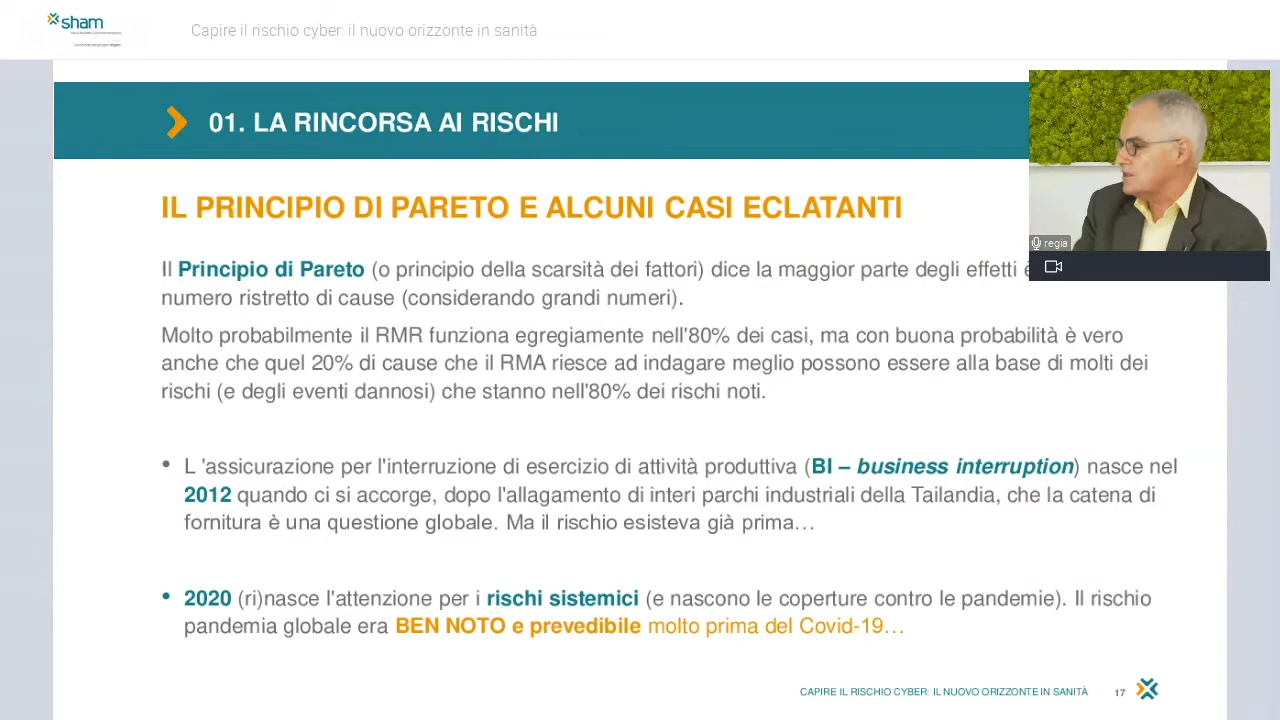 sham
Capire il rischio cyber: il nuovo orizzonte in sanità
01. LA RINCORSA AI RISCHI
IL PRINCIPIO DI PARETO E ALCUNI CASI ECLATANTI
regia
Il Principio di Pareto (o principio della scarsità dei fattori) dice la maggior parte degli effetti è
numero ristretto di cause (considerando grandi numeri).
Molto probabilmente il RMR funziona egregiamente nell'80% dei casi, ma con buona probabilità è vero
anche che quel 20% di cause che il RMA riesce ad indagare meglio possono essere alla base di molti dei
rischi (e degli eventi dannosi) che stanno nell'80% dei rischi noti.
• L 'assicurazione per l'interruzione di esercizio di attività produttiva (BI – business interruption) nasce nel
2012 quando ci si accorge, dopo l'allagamento di interi parchi industriali della Tailandia, che la catena di
fornitura è una questione globale. Ma il rischio esisteva già prima…
• 2020 (ri)nasce l'attenzione per i rischi sistemici (e nascono le coperture contro le pandemie). Il rischio
pandemia globale era BEN NOTO e prevedibile molto prima del Covid-19…
CAPIRE IL RISCHIO CYBER: IL NUOVO ORIZZONTE IN SANITÀ 17